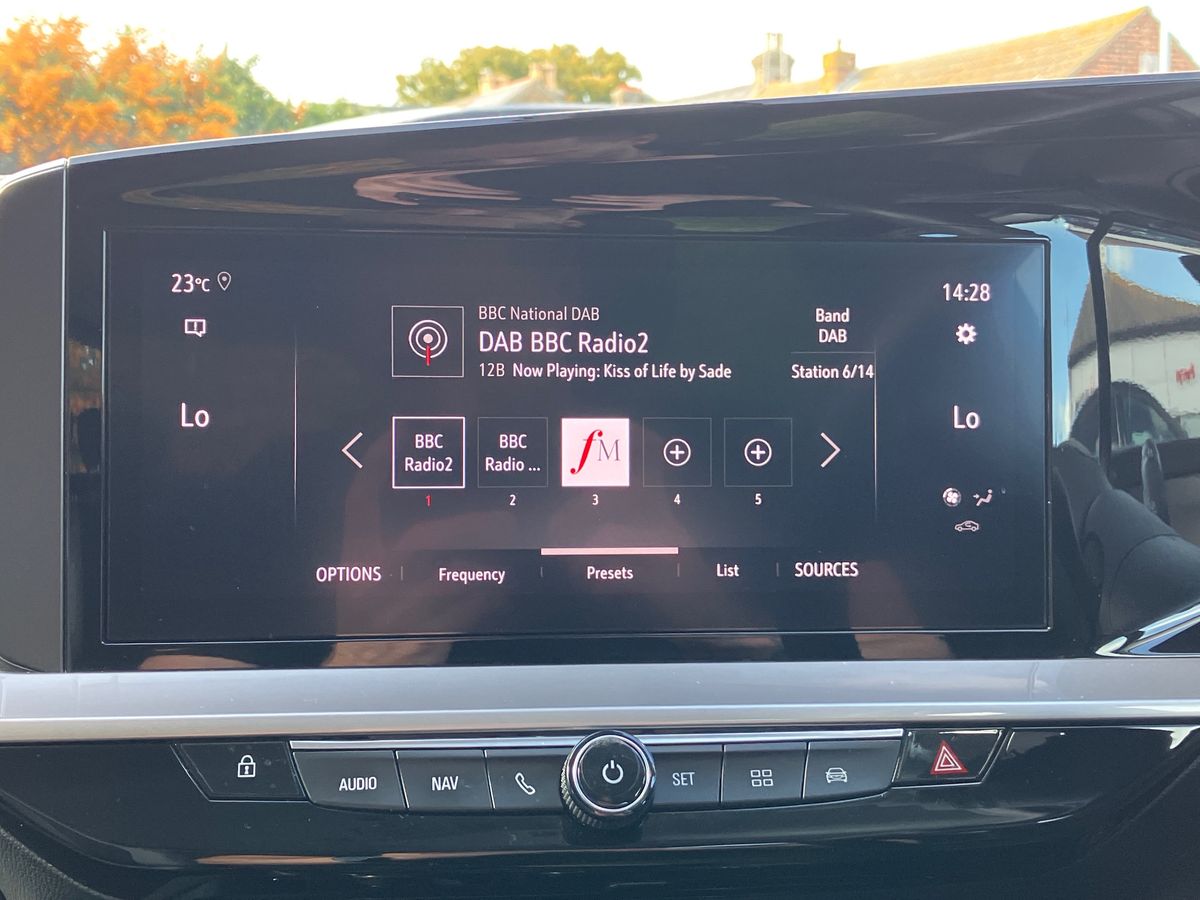 23°C
14:28
BBC National DAB
DAB BBC Radio2
12B Now Playing: Kiss of Life by Sade
Band
DAB
Station 6/14
Lo
Lo
BBC
Radio2
BBC
Radio ...
fM
1
2
3
4
5
OPTIONS
Frequency
Presets
List
SOURCES
AUDIO
NAV
SET